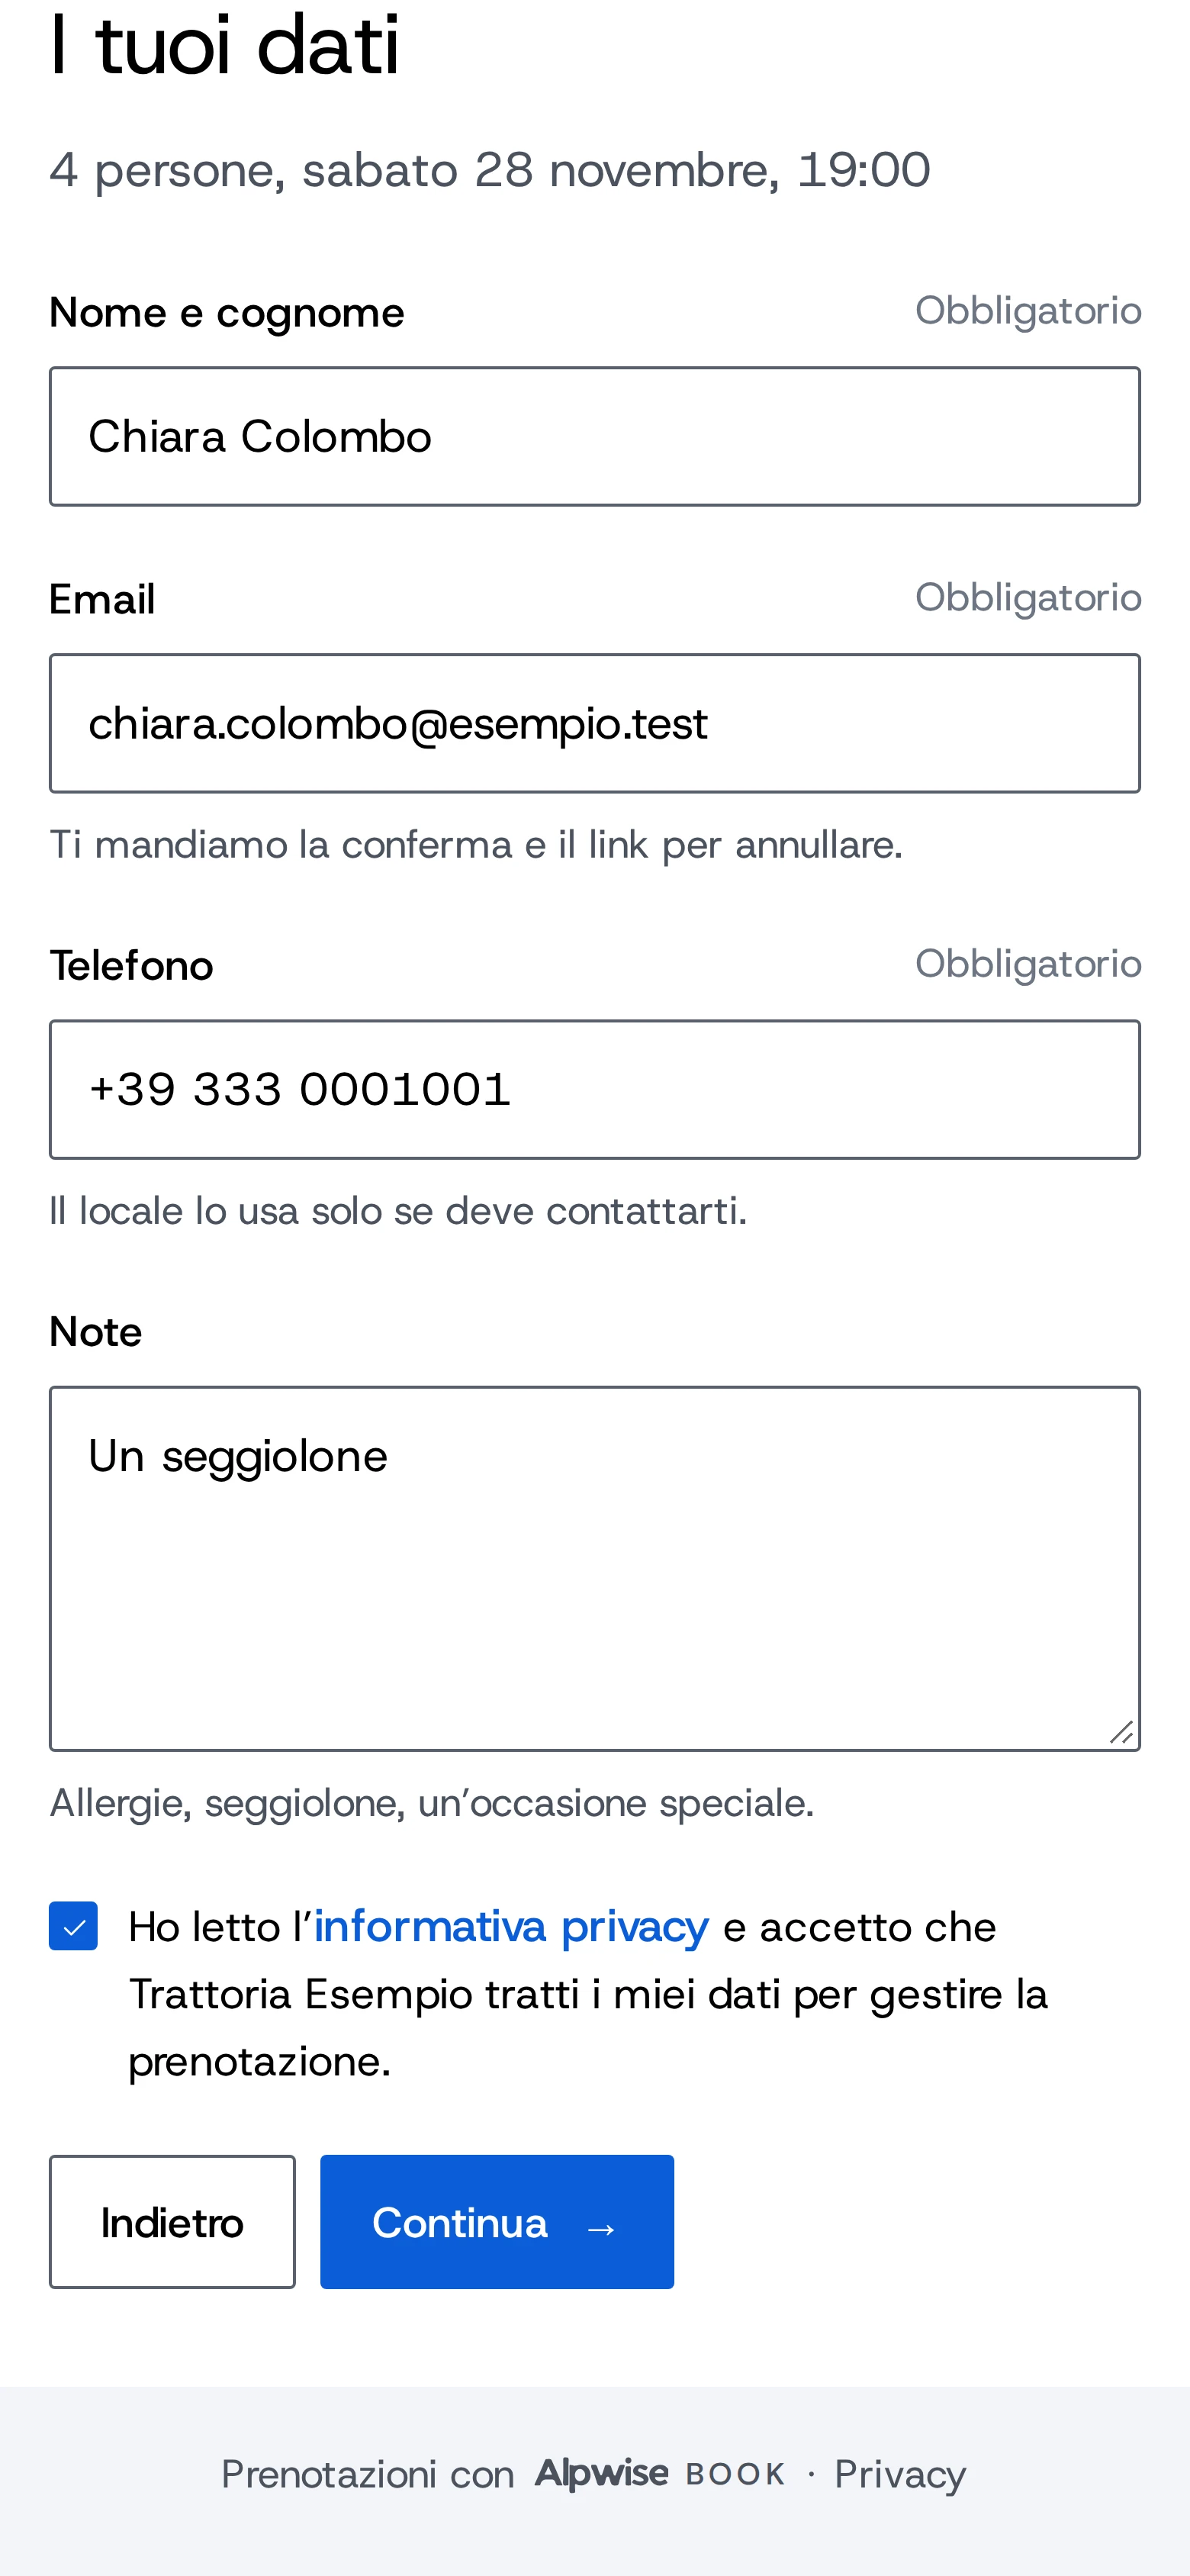 I tuoi dati
4 persone, sabato 28 novembre, 19:00
Nome e cognome Obbligatorio
Chiara Colombo
Email Obbligatorio
chiara.colombo@esempio.test
Ti mandiamo la conferma e il link per annullare.
Telefono Obbligatorio
+39 333 0001001
Il locale lo usa solo se deve contattarti.
Note
Un seggiolone
Allergie, seggiolone, un’occasione speciale.
Ho letto l’informativa privacy e accetto che
Trattoria Esempio tratti i miei dati per gestire la
prenotazione.
Indietro Continua →
Prenotazioni con Alpwise BOOK · Privacy